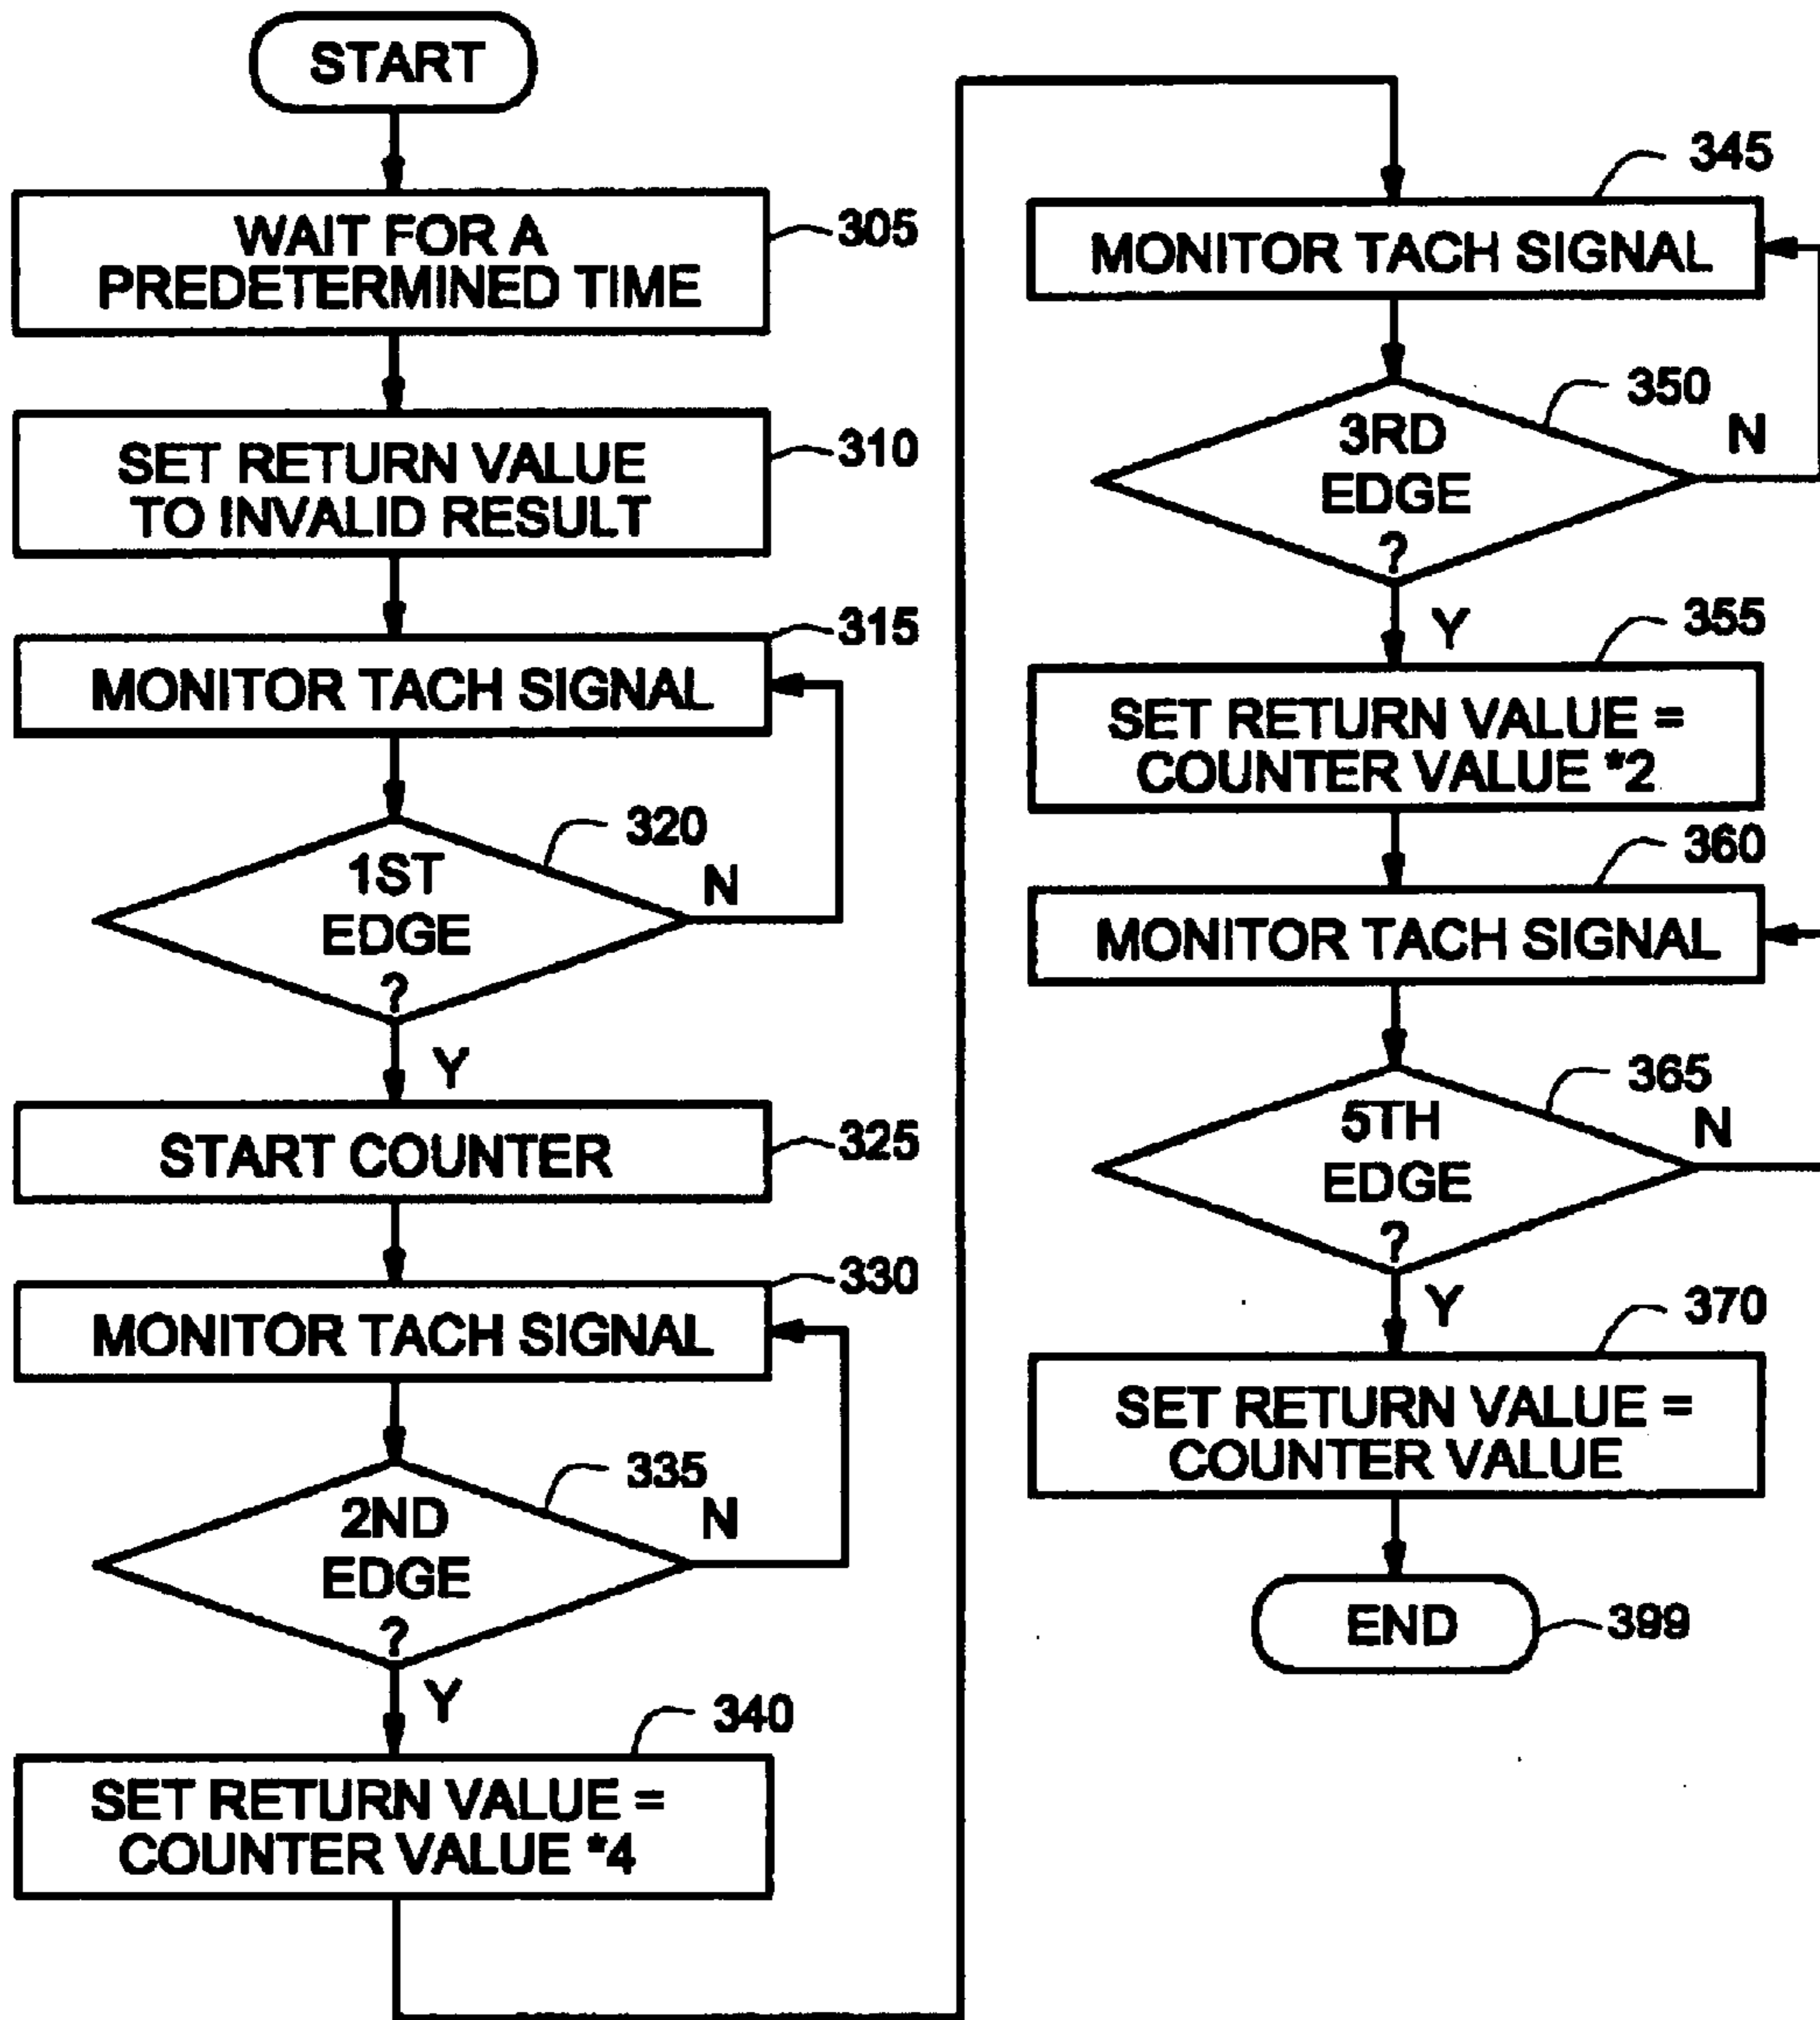 START
WAIT FOR A
PREDETERMINED TIME
305
SET RETURN VALUE
TO INVALID RESULT
310
MONITOR TACH SIGNAL
315
1ST
EDGE
?
320
N
Y
START COUNTER
325
MONITOR TACH SIGNAL
330
2ND
EDGE
?
335
N
Y
SET RETURN VALUE =
COUNTER VALUE *4
340
MONITOR TACH SIGNAL
345
3RD
EDGE
?
350
N
Y
SET RETURN VALUE =
COUNTER VALUE *2
355
MONITOR TACH SIGNAL
360
5TH
EDGE
?
365
N
Y
SET RETURN VALUE =
COUNTER VALUE
370
END
399